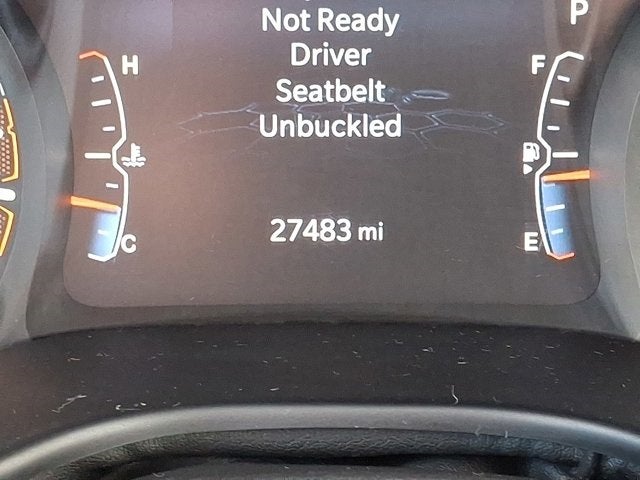 P
Not Ready
Driver
Seatbelt
Unbuckled
H
F
C
E
27483 mi